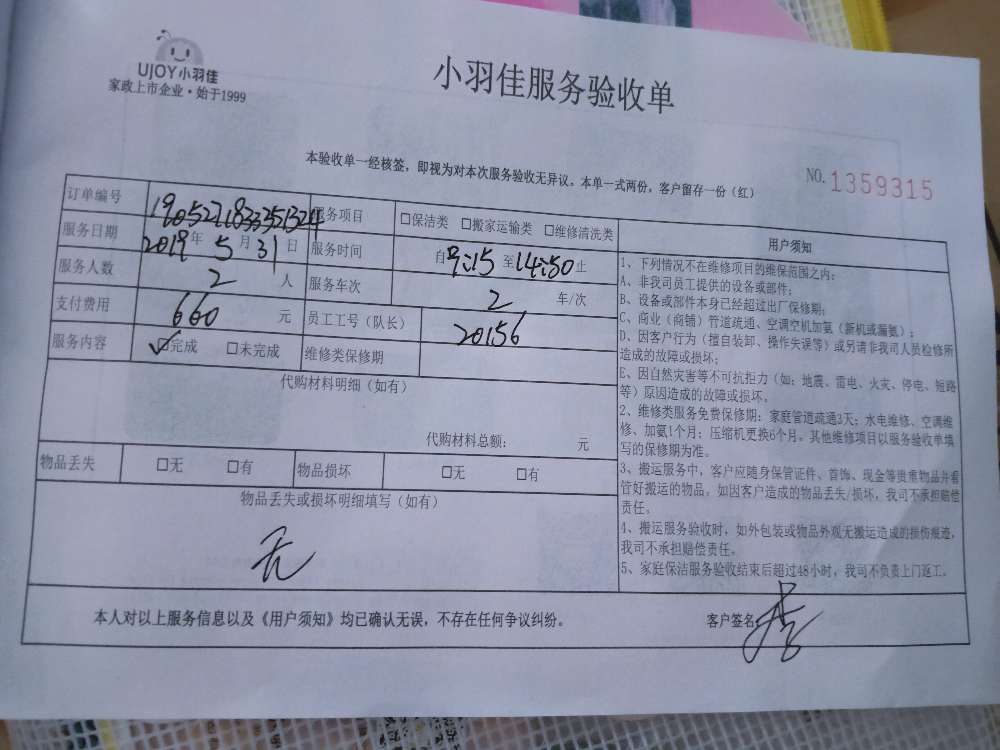 UJOY小羽佳
家政上市企业·始于1999
小羽佳服务验收单
本验收单一经核签，即视为对本次服务验收无异议。本单一式两份，客户留存一份（红）
NO.1359315
订单编号 服务项目 □保洁类 □搬家运输类 □维修清洗类
服务日期 2019年5月31日 服务时间 自9:15至14:50止
服务人数 2人 服务车次 2车/次
支付费用 660元 员工工号（队长） 20156
服务内容 ☑完成 □未完成 维修类保修期
代购材料明细（如有）
代购材料总额： 元
物品丢失 □无 □有 物品损坏 □无 □有
物品丢失或损坏明细填写（如有）
无
用户须知
1、下列情况不在维修项目的维保范围之内：
A、非我司员工提供的设备或部件；
B、设备或部件本身已经超过出厂保修期；
C、商业（商铺）管道疏通、空调空机加氨（新机或漏氨）；
D、因客户行为（擅自装卸、操作失误等）或另请非我司人员检修所
造成的故障或损坏；
E、因自然灾害等不可抗拒力（如：地震、雷电、火灾、停电、短路
等）原因造成的故障或损坏。
2、维修类服务免费保修期：家庭管道疏通3天；水电维修、空调维
修、加氨1个月；压缩机更换6个月。其他维修项目以服务验收单填
写的保修期为准。
3、搬运服务中，客户应随身保管证件、首饰、现金等贵重物品并看
管好搬运的物品，如因客户造成的物品丢失/损坏，我司不承担赔偿
责任。
4、搬运服务验收时，如外包装或物品外观无搬运造成的损伤痕迹，
我司不承担赔偿责任。
5、家庭保洁服务验收结束后超过48小时，我司不负责上门返工。
本人对以上服务信息以及《用户须知》均已确认无误，不存在任何争议纠纷。 客户签名